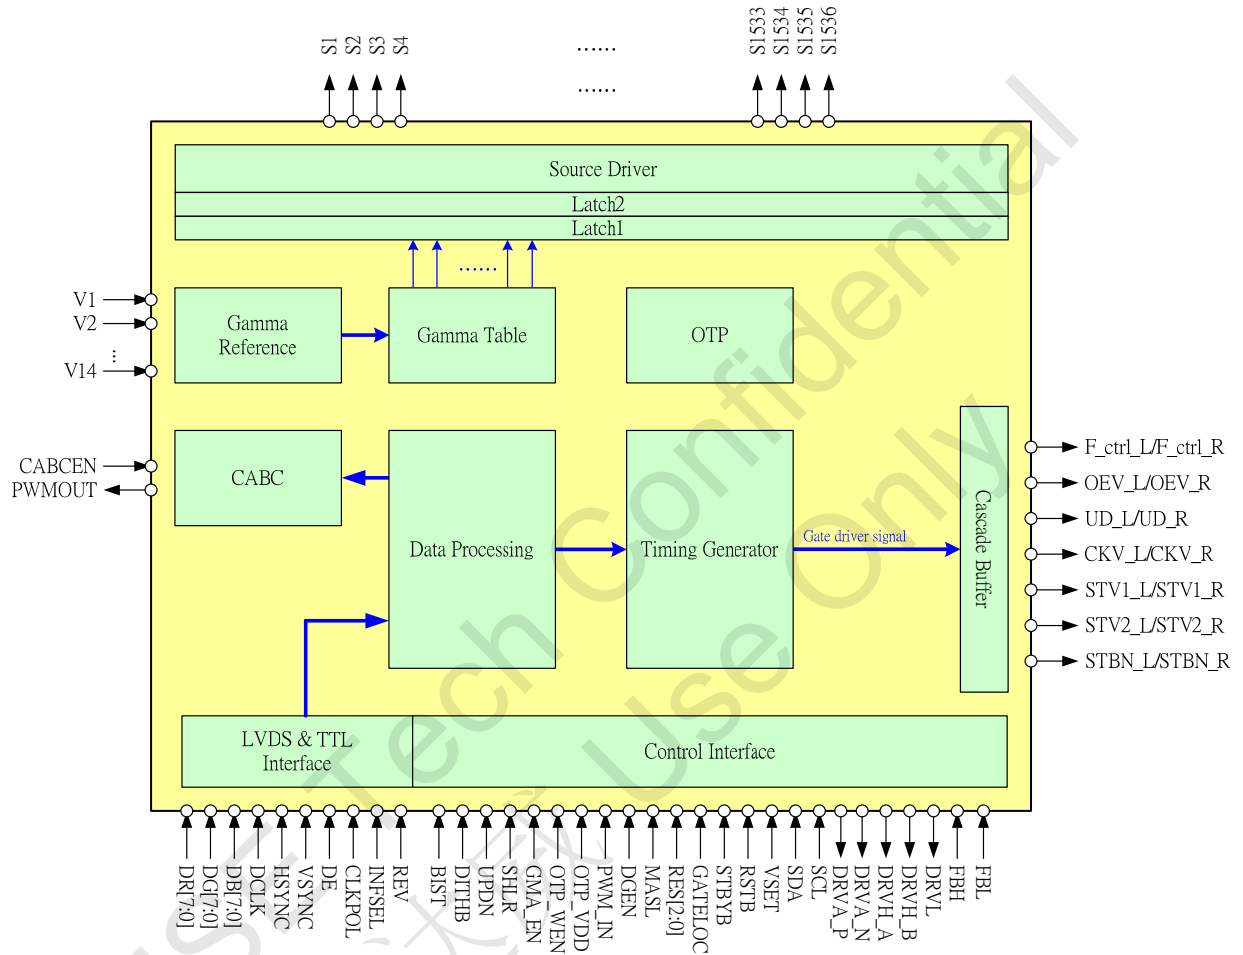 S1
S2
S3
S4
......
......
S1533
S1534
S1535
S1536
Source Driver
Latch2
Latch1
......
V1
V2
...
V14
Gamma
Reference
Gamma Table
OTP
CABCEN
PWMOUT
CABC
Data Processing
Timing Generator
Gate driver signal
Cascade Buffer
F_ctrl_L/F_ctrl_R
OEV_L/OEV_R
UD_L/UD_R
CKV_L/CKV_R
STV1_L/STV1_R
STV2_L/STV2_R
STBN_L/STBN_R
LVDS & TTL
Interface
Control Interface
DR[7:0]
DG[7:0]
DB[7:0]
DCLK
HSYNC
VSYNC
DE
CLKPOL
INFSEL
REV
BIST
DITHB
UPDN
SHLR
GMA_EN
OTP_WEN
OTP_VDD
PWM_IN
DGEN
MASL
RES[2:0]
GATELOC
STBYB
RSTB
VSET
SDA
SCL
DRVA_P
DRVA_N
DRVH_A
DRVH_B
DRVL
FBH
FBL
Tech Confidential
Use Only